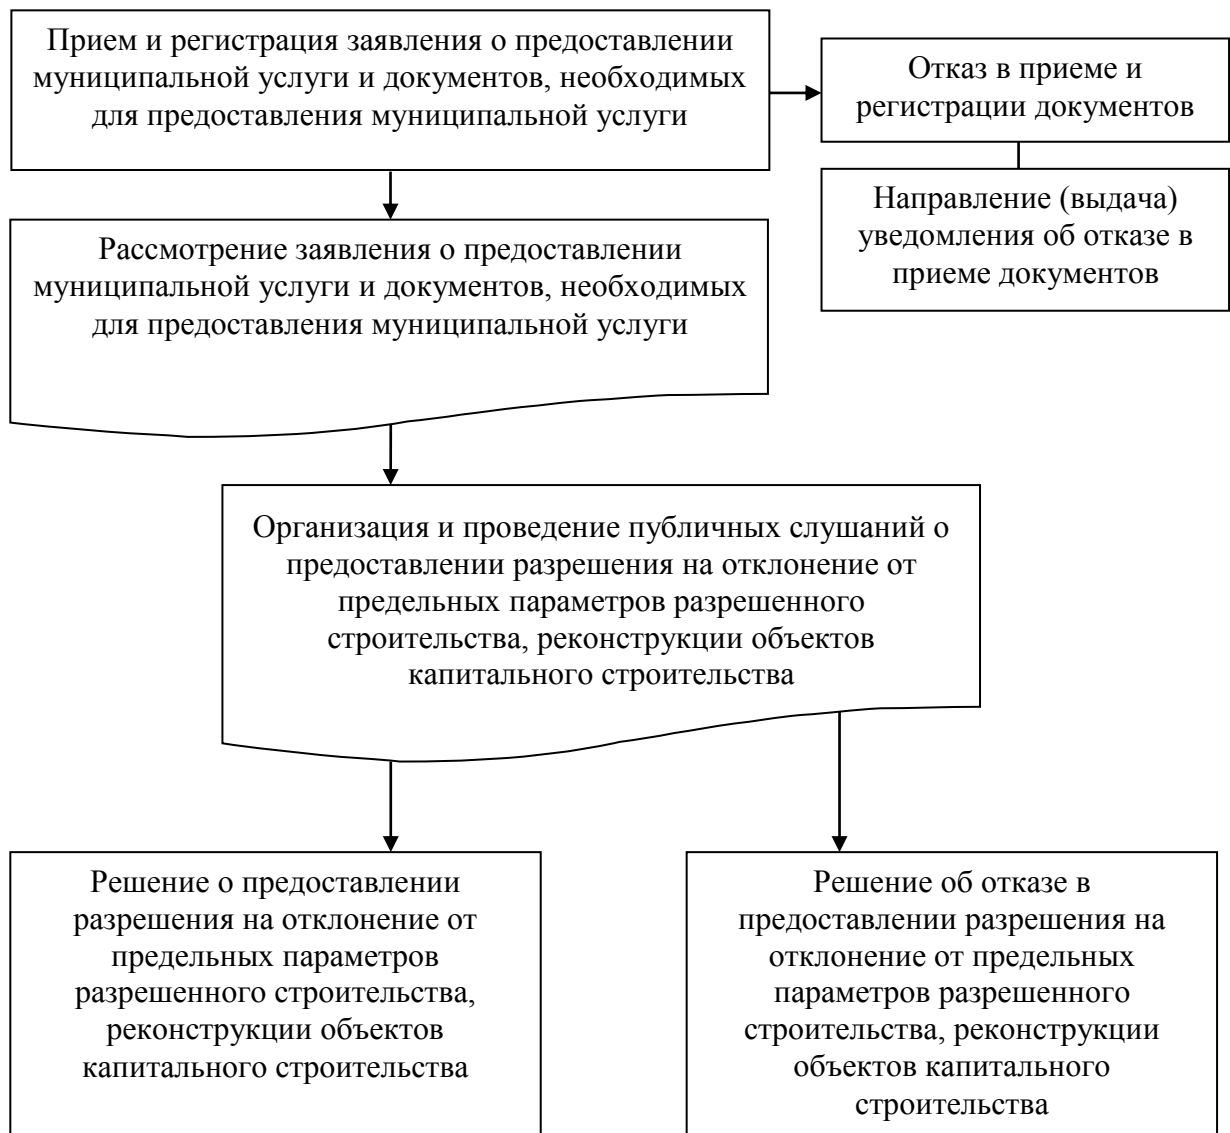 Прием и регистрация заявления о предоставлении
муниципальной услуги и документов, необходимых
для предоставления муниципальной услуги
Отказ в приеме и
регистрации документов
Направление (выдача)
уведомления об отказе в
приеме документов
Рассмотрение заявления о предоставлении
муниципальной услуги и документов, необходимых
для предоставления муниципальной услуги
Организация и проведение публичных слушаний о
предоставлении разрешения на отклонение от
предельных параметров разрешенного
строительства, реконструкции объектов
капитального строительства
Решение о предоставлении
разрешения на отклонение от
предельных параметров
разрешенного строительства,
реконструкции объектов
капитального строительства
Решение об отказе в
предоставлении разрешения на
отклонение от предельных
параметров разрешенного
строительства, реконструкции
объектов капитального
строительства